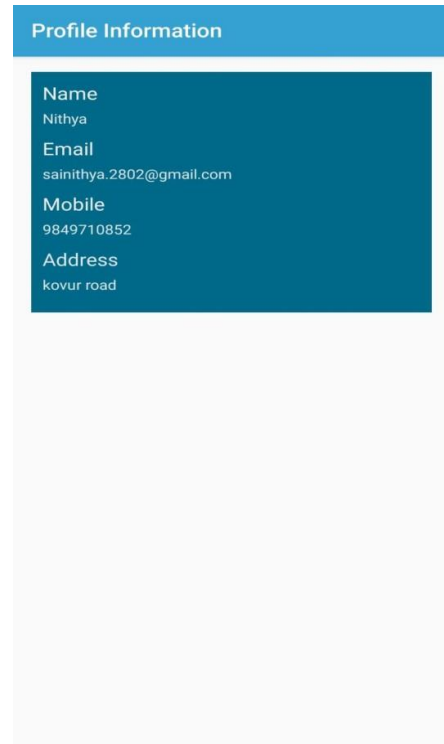 Profile Information
Name
Nithya
Email
sainithya.2802@gmail.com
Mobile
9849710852
Address
kovur road